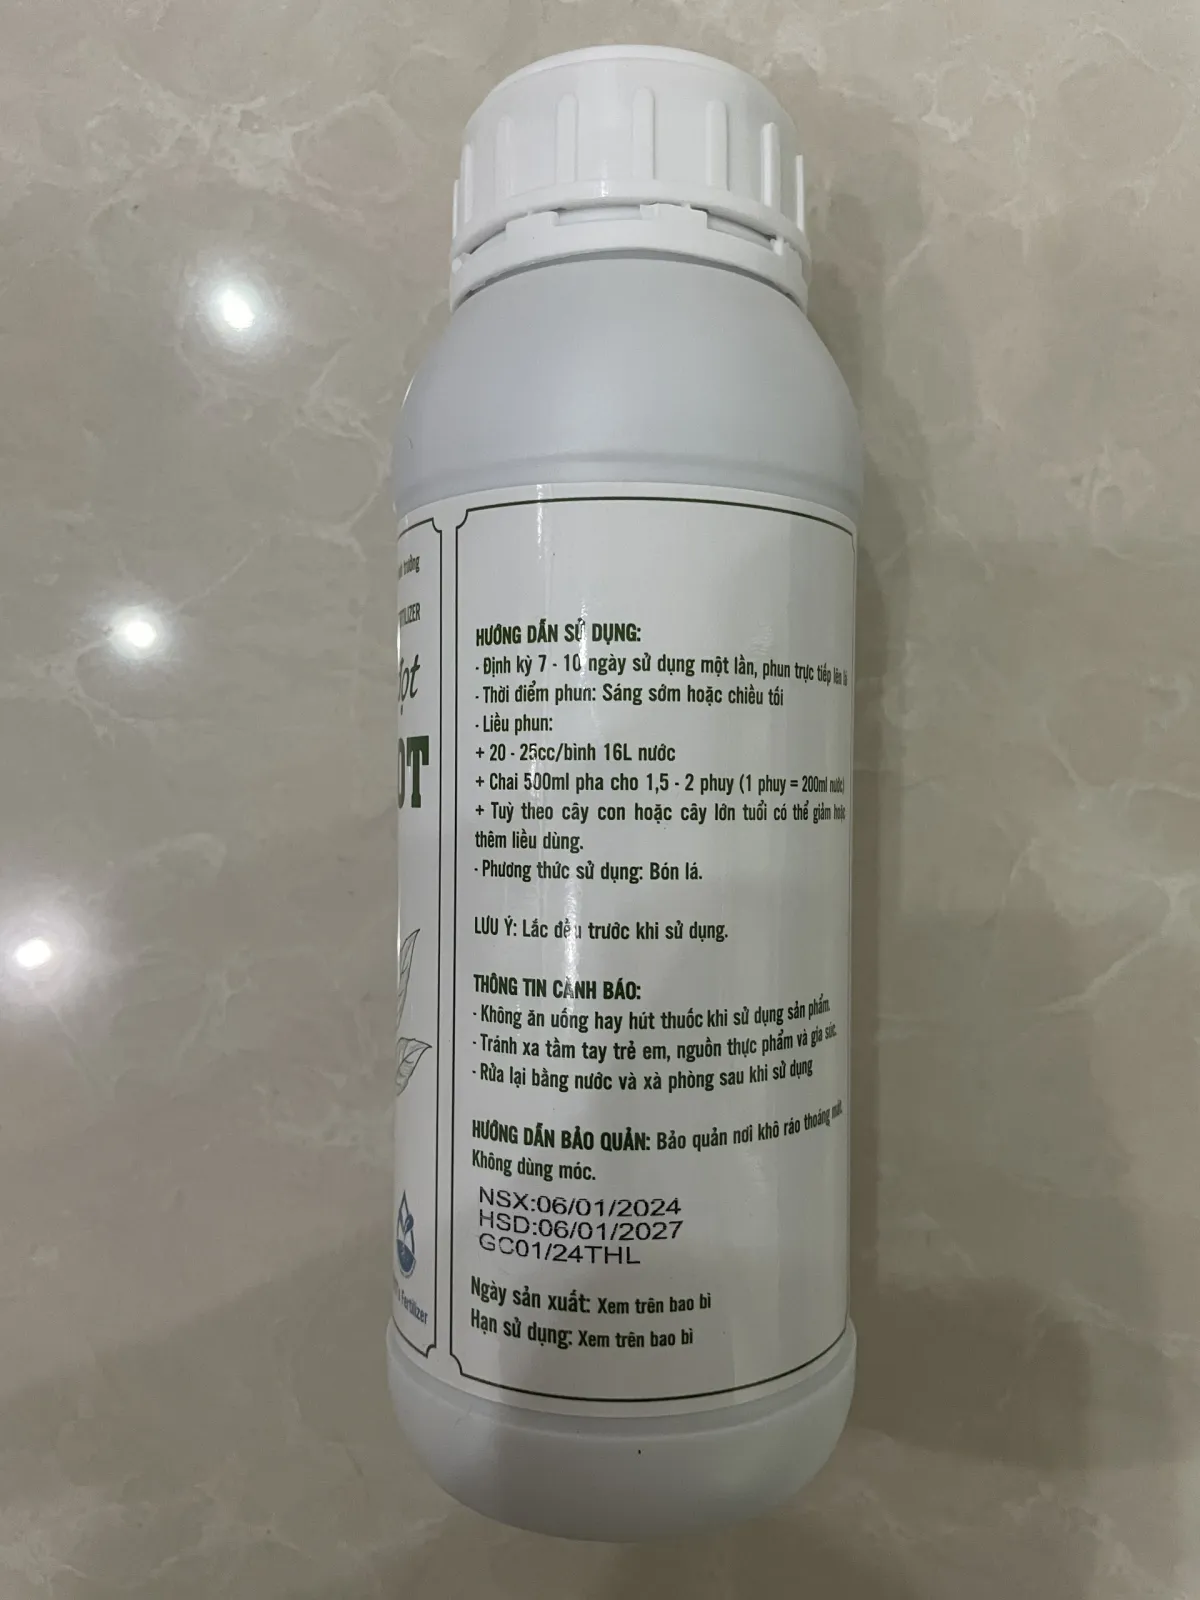 trưởng
HƯỚNG DẪN SỬ DỤNG:
- Định kỳ 7 - 10 ngày sử dụng một lần, phun trực tiếp lên lá
- Thời điểm phun: Sáng sớm hoặc chiều tối
- Liều phun:
+ 20 - 25cc/bình 16L nước
+ Chai 500ml pha cho 1,5 - 2 phuy (1 phuy = 200ml nước)
+ Tuỳ theo cây con hoặc cây lớn tuổi có thể giảm hoặc
thêm liều dùng.
- Phương thức sử dụng: Bón lá.
LƯU Ý: Lắc đều trước khi sử dụng.
THÔNG TIN CẢNH BÁO:
- Không ăn uống hay hút thuốc khi sử dụng sản phẩm.
- Tránh xa tầm tay trẻ em, nguồn thực phẩm và gia súc.
- Rửa lại bằng nước và xà phòng sau khi sử dụng
HƯỚNG DẪN BẢO QUẢN: Bảo quản nơi khô ráo thoáng mát.
Không dùng móc.
NSX:06/01/2024
HSD:06/01/2027
GC01/24THL
Ngày sản xuất: Xem trên bao bì
Hạn sử dụng: Xem trên bao bì
& Fertilizer